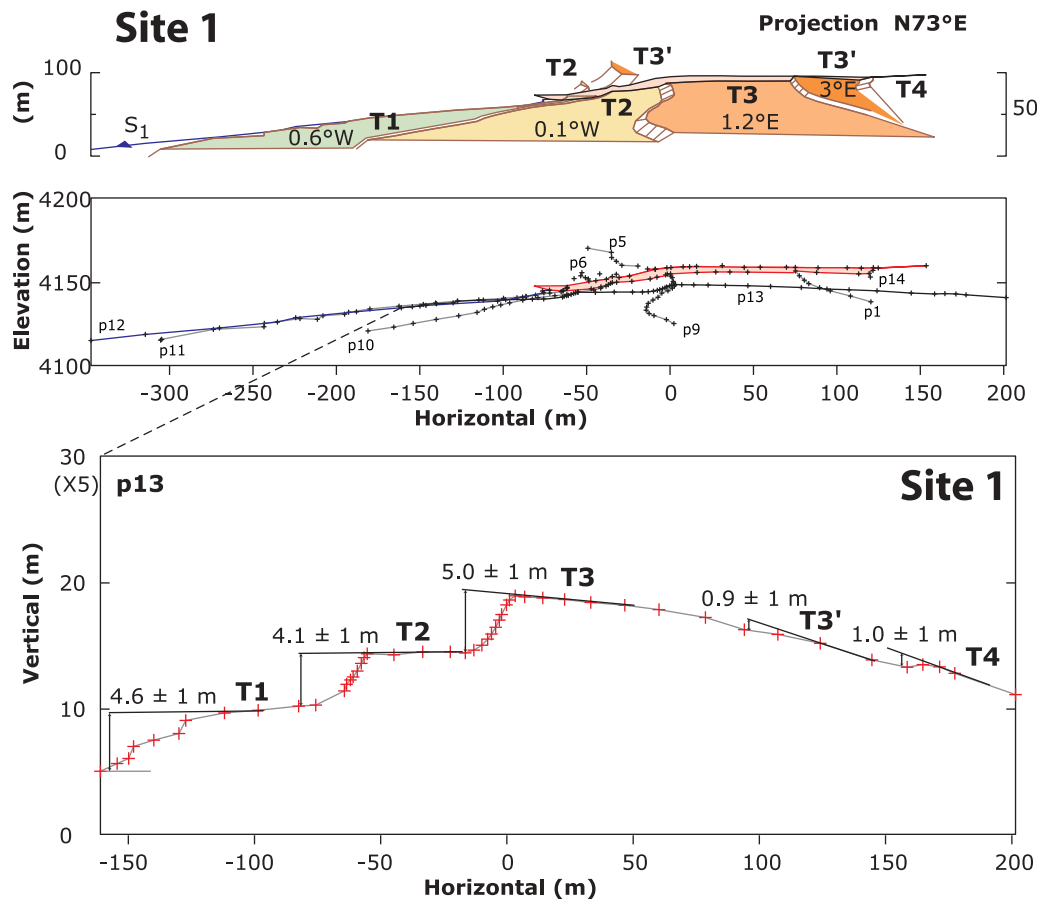 Site 1
Projection N73°E
T3'
T3'
T2
100
(m)
T4
T3
3°E
50
T2
S1
T1
1.2°E
0.6°W
0.1°W
0
4200
Elevation (m)
p5
p6
4150
p14
p13
p12
p1
p11
p10
p9
4100
-300 -250 -200 -150 -100 -50 0 50 100 150 200
Horizontal (m)
30
(X5) p13
Site 1
Vertical (m)
20
5.0 ± 1 m T3
0.9 ± 1 m
T3'
4.1 ± 1 m T2
1.0 ± 1 m
T4
4.6 ± 1 m T1
10
0
-150 -100 -50 0 50 100 150 200
Horizontal (m)